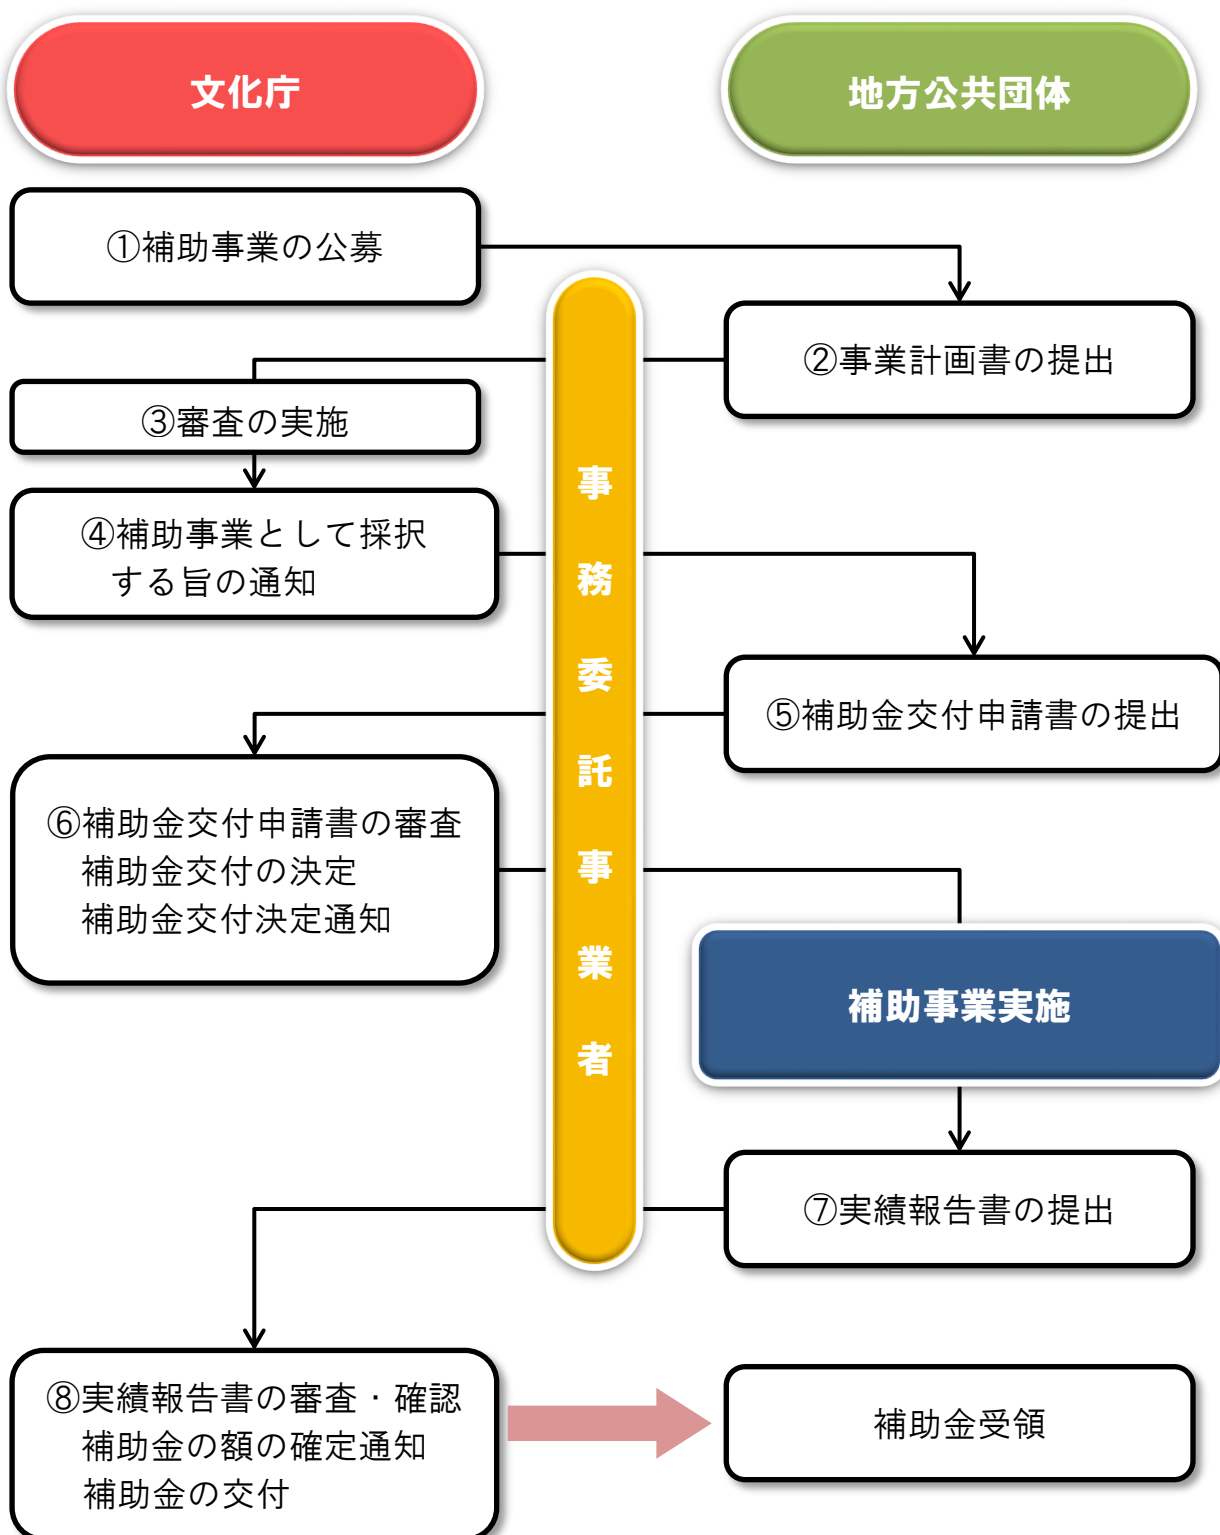 文化庁
地方公共団体
①補助事業の公募
②事業計画書の提出
③審査の実施
④補助事業として採択
する旨の通知
事務委託事業者
⑤補助金交付申請書の提出
⑥補助金交付申請書の審査
補助金交付の決定
補助金交付決定通知
補助事業実施
⑦実績報告書の提出
⑧実績報告書の審査・確認
補助金の額の確定通知
補助金の交付
補助金受領